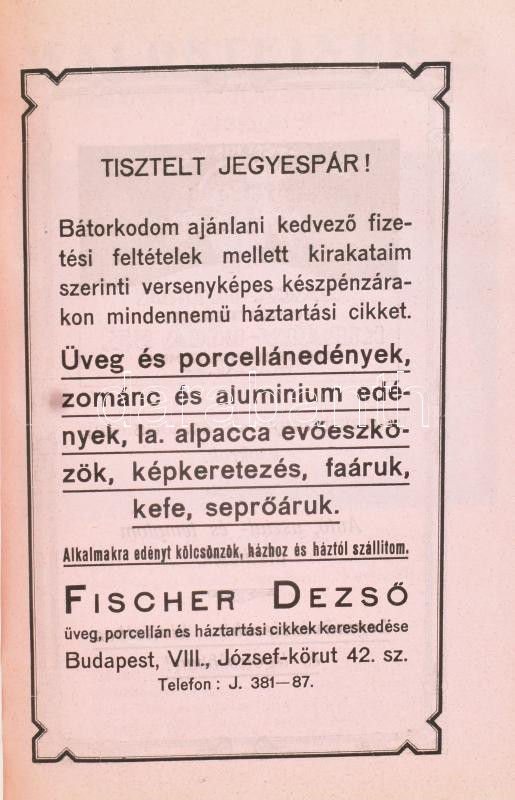 TISZTELT JEGYESPÁR!
Bátorkodom ajánlani kedvező fize-
tési feltételek mellett kirakataim
szerinti versenyképes készpénzára-
kon mindennemü háztartási cikket.
Üveg és porcellánedények,
zománc és aluminium edé-
nyek, la. alpacca evőeszkö-
zök, képkeretezés, faáruk,
kefe, seprőáruk.
Alkalmakra edényt kölcsönzök, házhoz és háztól szállitom.
FISCHER DEZSŐ
üveg, porcellán és háztartási cikkek kereskedése
Budapest, VIII., József-körut 42. sz.
Telefon: J. 381—87.